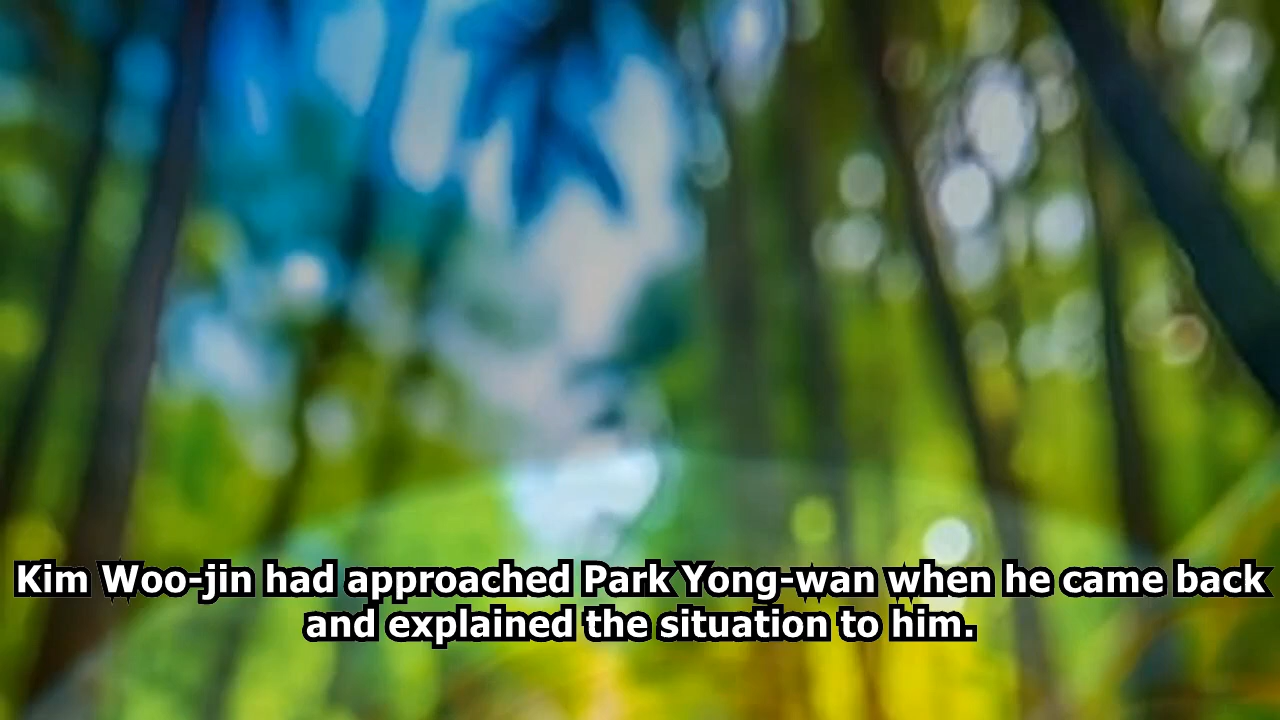 Kim Woo-jin had approached Park Yong-wan when he came back
and explained the situation to him.